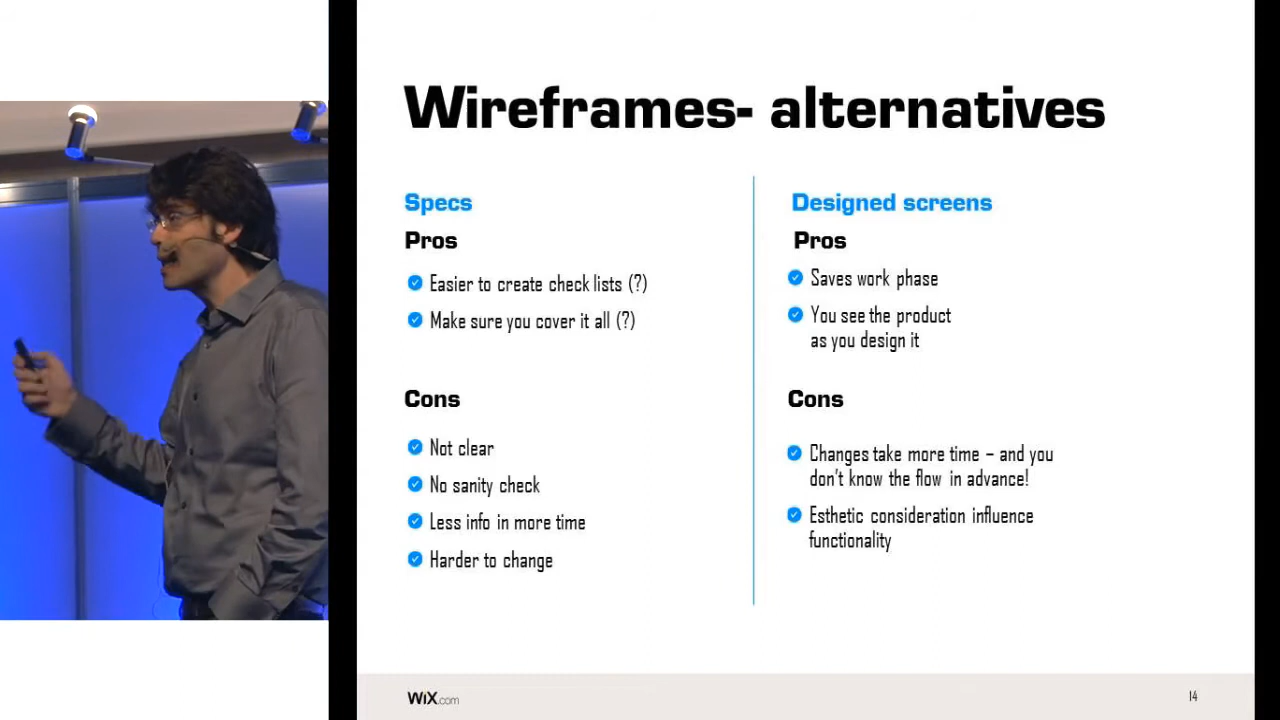 Wireframes- alternatives
Specs
Pros
Easier to create check lists (?)
Make sure you cover it all (?)
Cons
Not clear
No sanity check
Less info in more time
Harder to change
Designed screens
Pros
Saves work phase
You see the product
as you design it
Cons
Changes take more time – and you
don't know the flow in advance!
Esthetic consideration influence
functionality
WiX.com
14